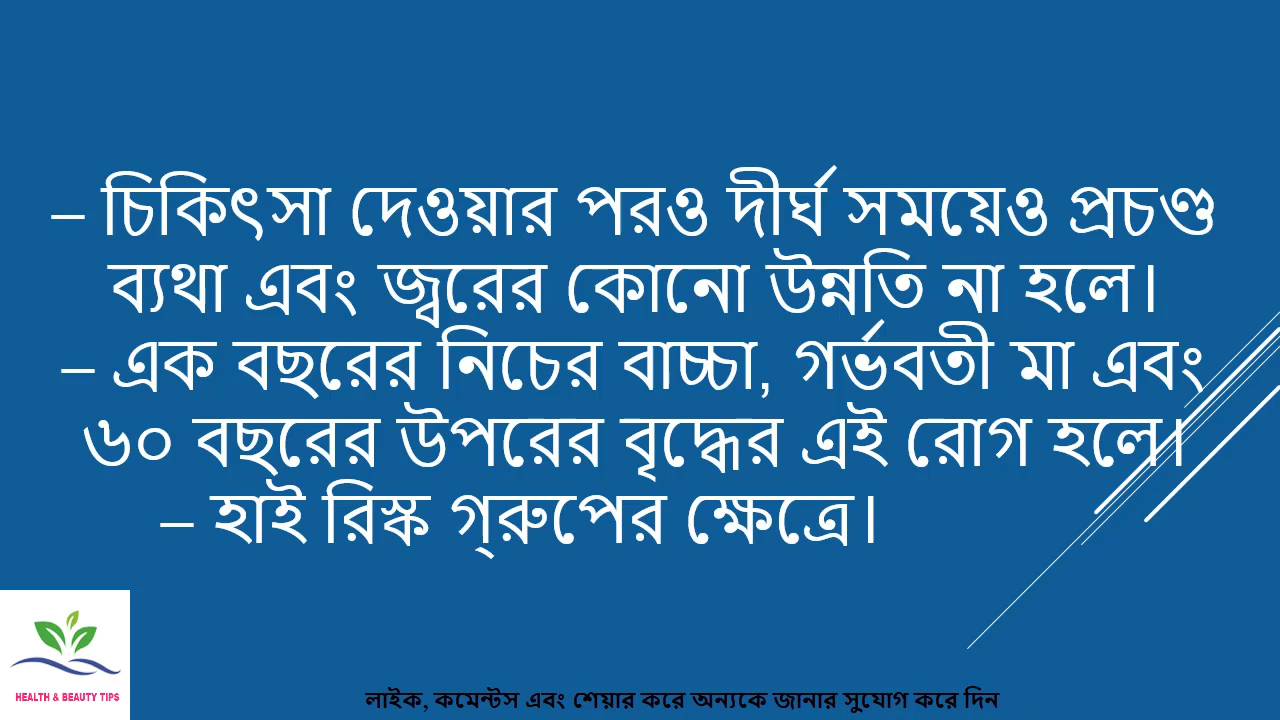 – চিকিৎসা দেওয়ার পরও দীর্ঘ সময়েও প্রচণ্ড
ব্যথা এবং জ্বরের কোনো উন্নতি না হলে।
– এক বছরের নিচের বাচ্চা, গর্ভবতী মা এবং
৬০ বছরের উপরের বৃদ্ধের এই রোগ হলে।
– হাই রিস্ক গ্‌রুপের ক্ষেত্রে।
HEALTH & BEAUTY TIPS
লাইক, কমেন্টস এবং শেয়ার করে অন্যকে জানার সুযোগ করে দিন